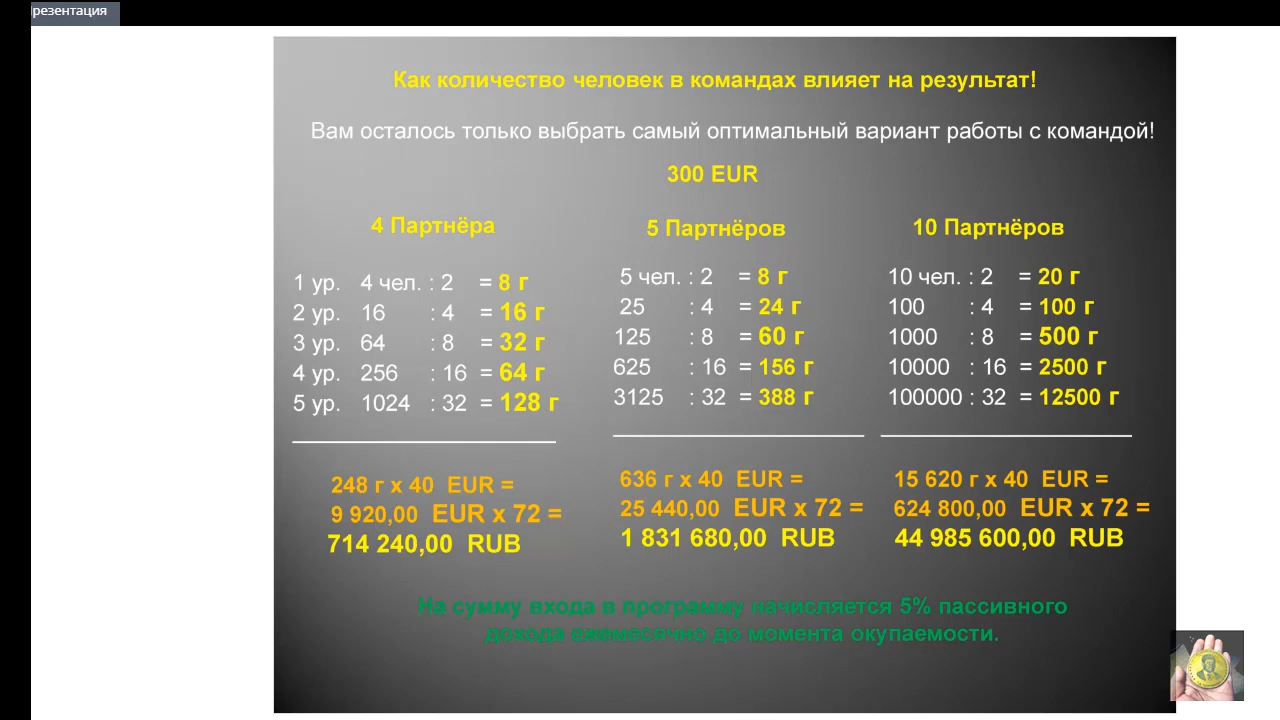 резентация
Как количество человек в командах влияет на результат!
Вам осталось только выбрать самый оптимальный вариант работы с командой!
300 EUR
4 Партнёра
1 ур. 4 чел. : 2 = 8 г
2 ур. 16 : 4 = 16 г
3 ур. 64 : 8 = 32 г
4 ур. 256 : 16 = 64 г
5 ур. 1024 : 32 = 128 г
248 г х 40 EUR =
9 920,00 EUR х 72 =
714 240,00 RUB
5 Партнёров
5 чел. : 2 = 8 г
25 : 4 = 24 г
125 : 8 = 60 г
625 : 16 = 156 г
3125 : 32 = 388 г
636 г х 40 EUR =
25 440,00 EUR х 72 =
1 831 680,00 RUB
10 Партнёров
10 чел. : 2 = 20 г
100 : 4 = 100 г
1000 : 8 = 500 г
10000 : 16 = 2500 г
100000 : 32 = 12500 г
15 620 г х 40 EUR =
624 800,00 EUR х 72 =
44 985 600,00 RUB
На сумму входа в программу начисляется 5% пассивного
дохода ежемесячно до момента окупаемости.